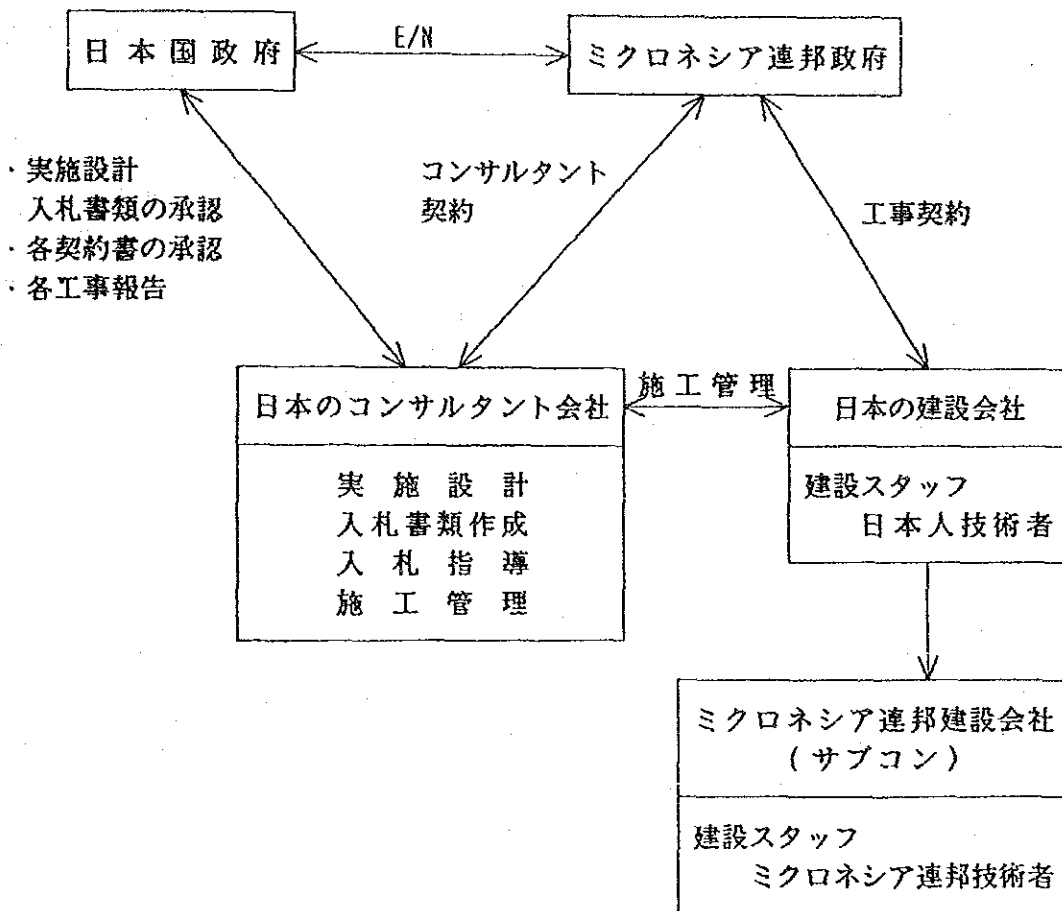 日本国政府
E/N
ミクロネシア連邦政府
・実施設計
入札書類の承認
・各契約書の承認
・各工事報告
コンサルタント
契約
工事契約
日本のコンサルタント会社
実施設計
入札書類作成
入札指導
施工管理
施工管理
日本の建設会社
建設スタッフ
日本人技術者
ミクロネシア連邦建設会社
(サブコン)
建設スタッフ
ミクロネシア連邦技術者